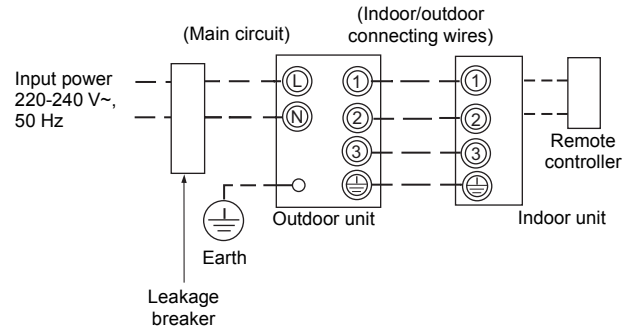 (Main circuit)
(Indoor/outdoor
connecting wires)
Input power
220-240 V~,
50 Hz
L
N
1
2
3
1
2
3
Remote
controller
Outdoor unit
Indoor unit
Earth
Leakage
breaker